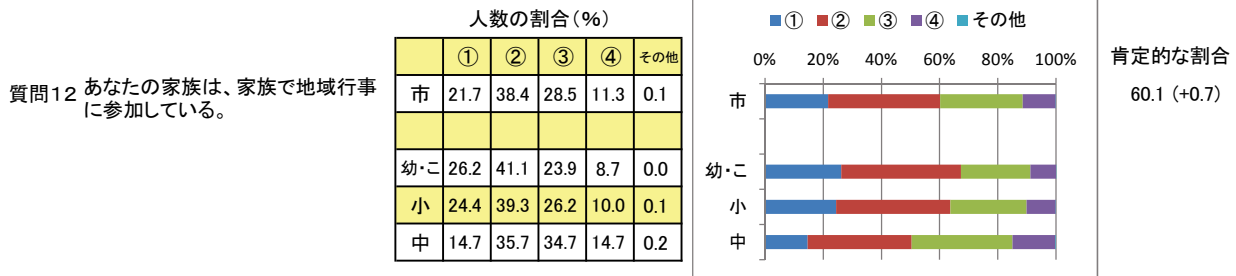 人数の割合(%)
① ② ③ ④ その他
市 21.7 38.4 28.5 11.3 0.1
幼・こ 26.2 41.1 23.9 8.7 0.0
小 24.4 39.3 26.2 10.0 0.1
中 14.7 35.7 34.7 14.7 0.2
質問12 あなたの家族は、家族で地域行事
に参加している。
① ② ③ ④ その他
0% 20% 40% 60% 80% 100%
市
幼・こ
小
中
肯定的な割合
60.1 (+0.7)